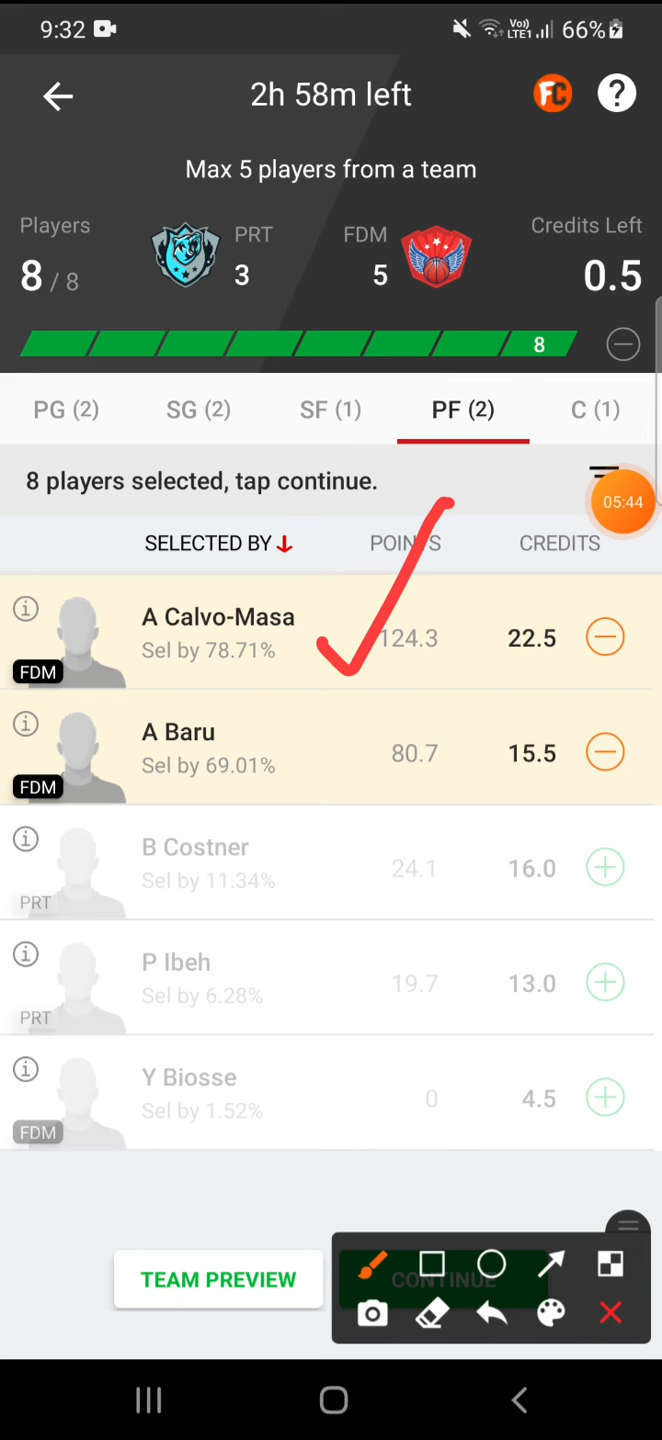 9:32 Vo) LTE1 66%
2h 58m left FC ?
Max 5 players from a team
Players PRT FDM Credits Left
8 / 8 3 5 0.5
8
PG (2) SG (2) SF (1) PF (2) C (1)
8 players selected, tap continue.
05:44
SELECTED BY POINTS CREDITS
A Calvo-Masa
Sel by 78.71% 124.3 22.5
FDM
A Baru
Sel by 69.01% 80.7 15.5
FDM
B Costner
Sel by 11.34% 24.1 16.0
PRT
P Ibeh
Sel by 6.28% 19.7 13.0
PRT
Y Biosse
Sel by 1.52% 0 4.5
FDM
TEAM PREVIEW CONTINUE